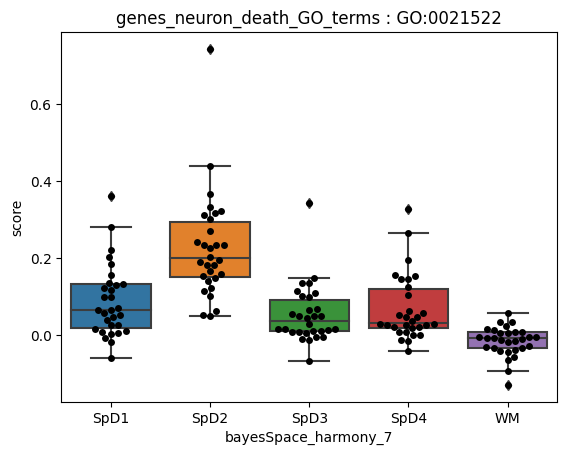 genes_neuron_death_GO_terms : GO:0021522
score
0.6
0.4
0.2
0.0
SpD1 SpD2 SpD3 SpD4 WM
bayesSpace_harmony_7